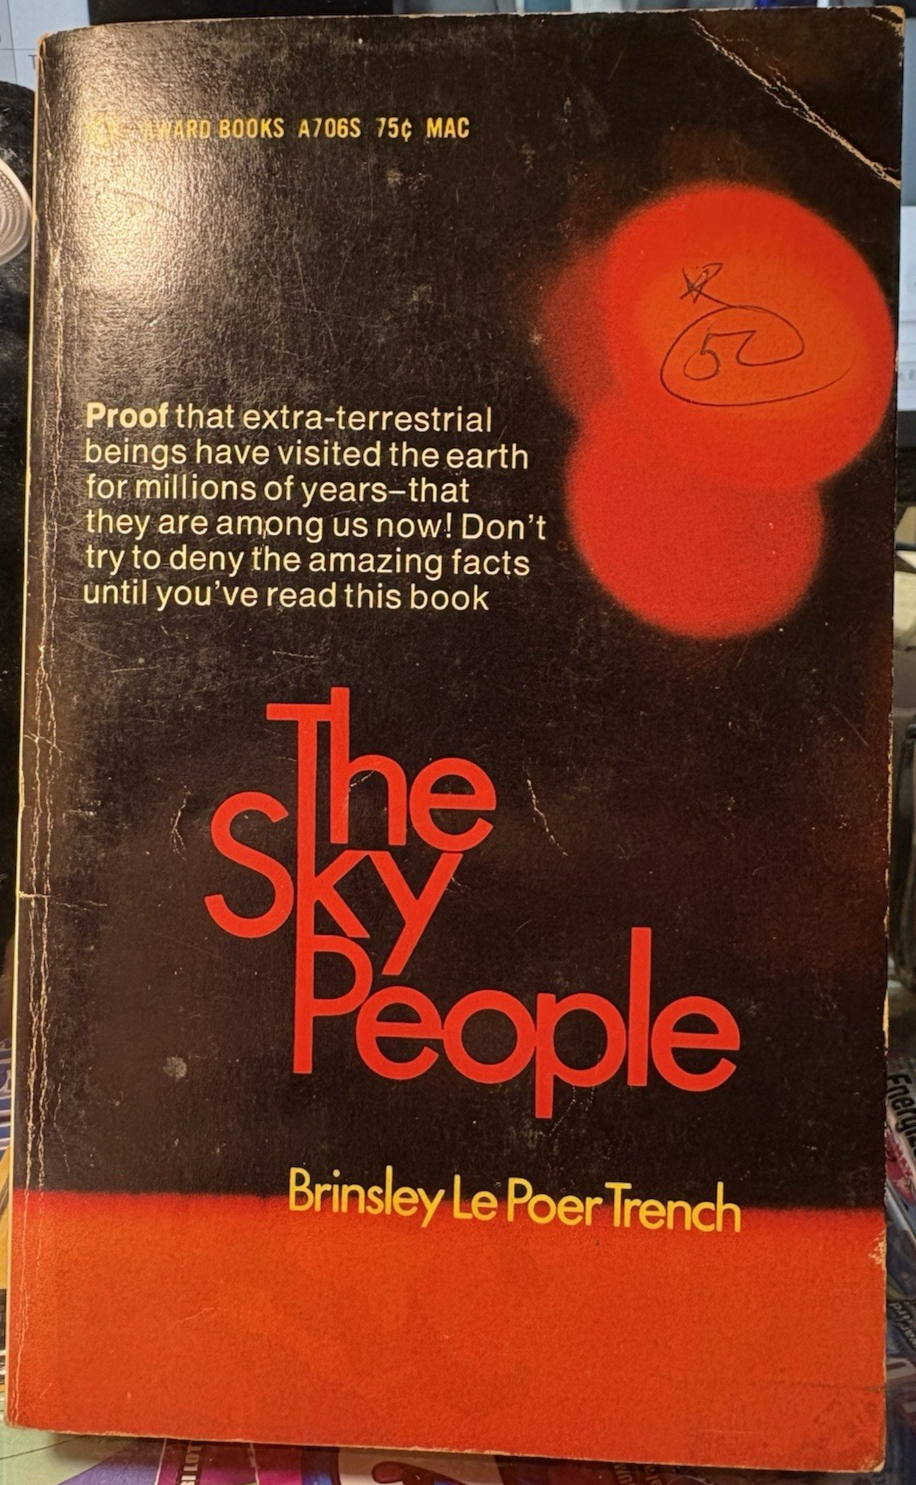 AWARD BOOKS A706S 75¢ MAC
50
Proof that extra-terrestrial
beings have visited the earth
for millions of years–that
they are among us now! Don't
try to deny the amazing facts
until you've read this book
The
Sky
People
Brinsley Le Poer Trench